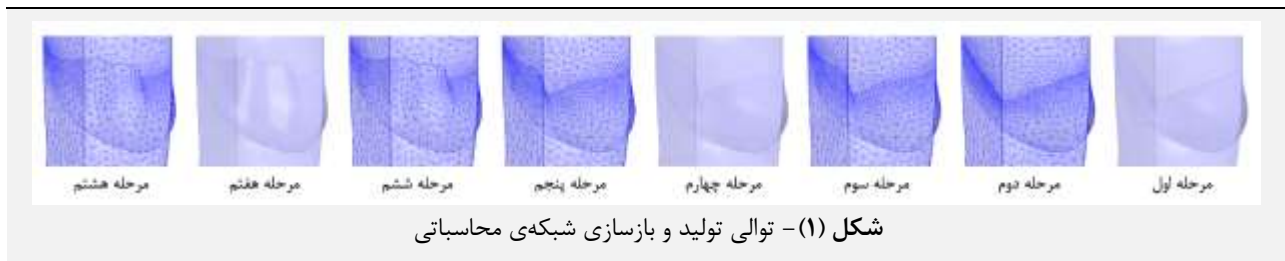 مرحله اول مرحله دوم مرحله سوم مرحله چهارم مرحله پنجم مرحله ششم مرحله هفتم مرحله هشتم
شکل (۱)- توالی تولید و بازسازی شبکه‌ی محاسباتی